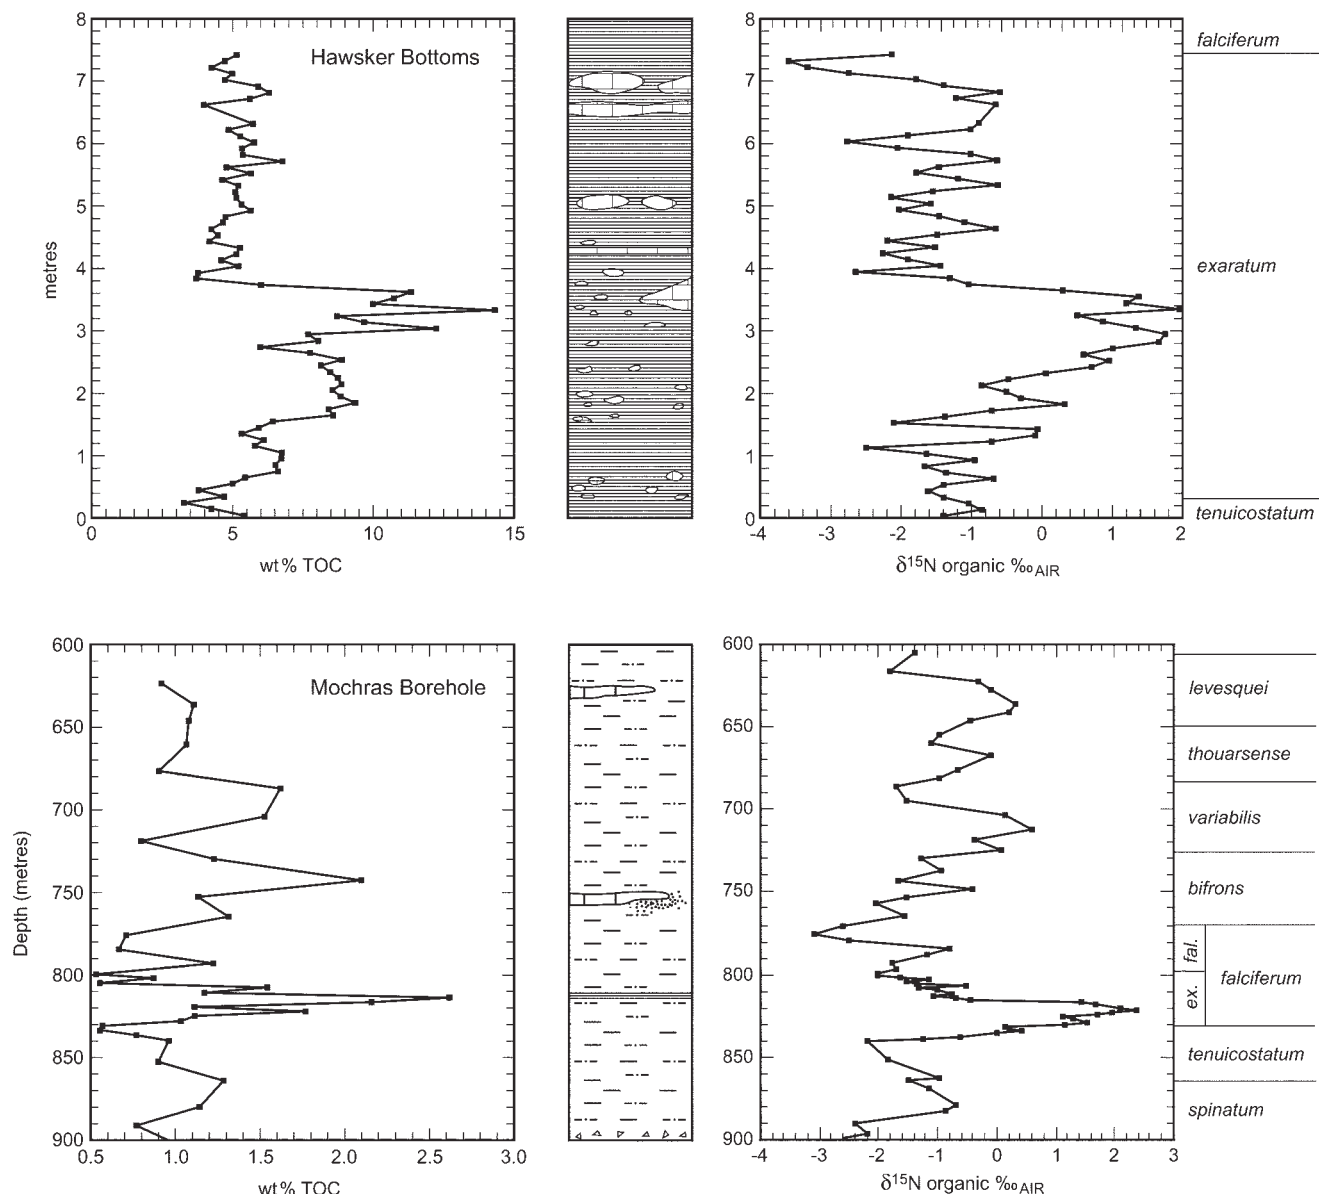 Hawsker Bottoms
metres
8
7
6
5
4
3
2
1
0
0 5 10 15
wt% TOC
8
7
6
5
4
3
2
1
0
-4 -3 -2 -1 0 1 2
δ15N organic ‰AIR
falciferum
exaratum
tenuicostatum
Mochras Borehole
Depth (metres)
600
650
700
750
800
850
900
0.5 1.0 1.5 2.0 2.5 3.0
wt% TOC
600
650
700
750
800
850
900
-4 -3 -2 -1 0 1 2 3
δ15N organic ‰AIR
levesquei
thouarsense
variabilis
bifrons
fal.
ex.
falciferum
tenuicostatum
spinatum